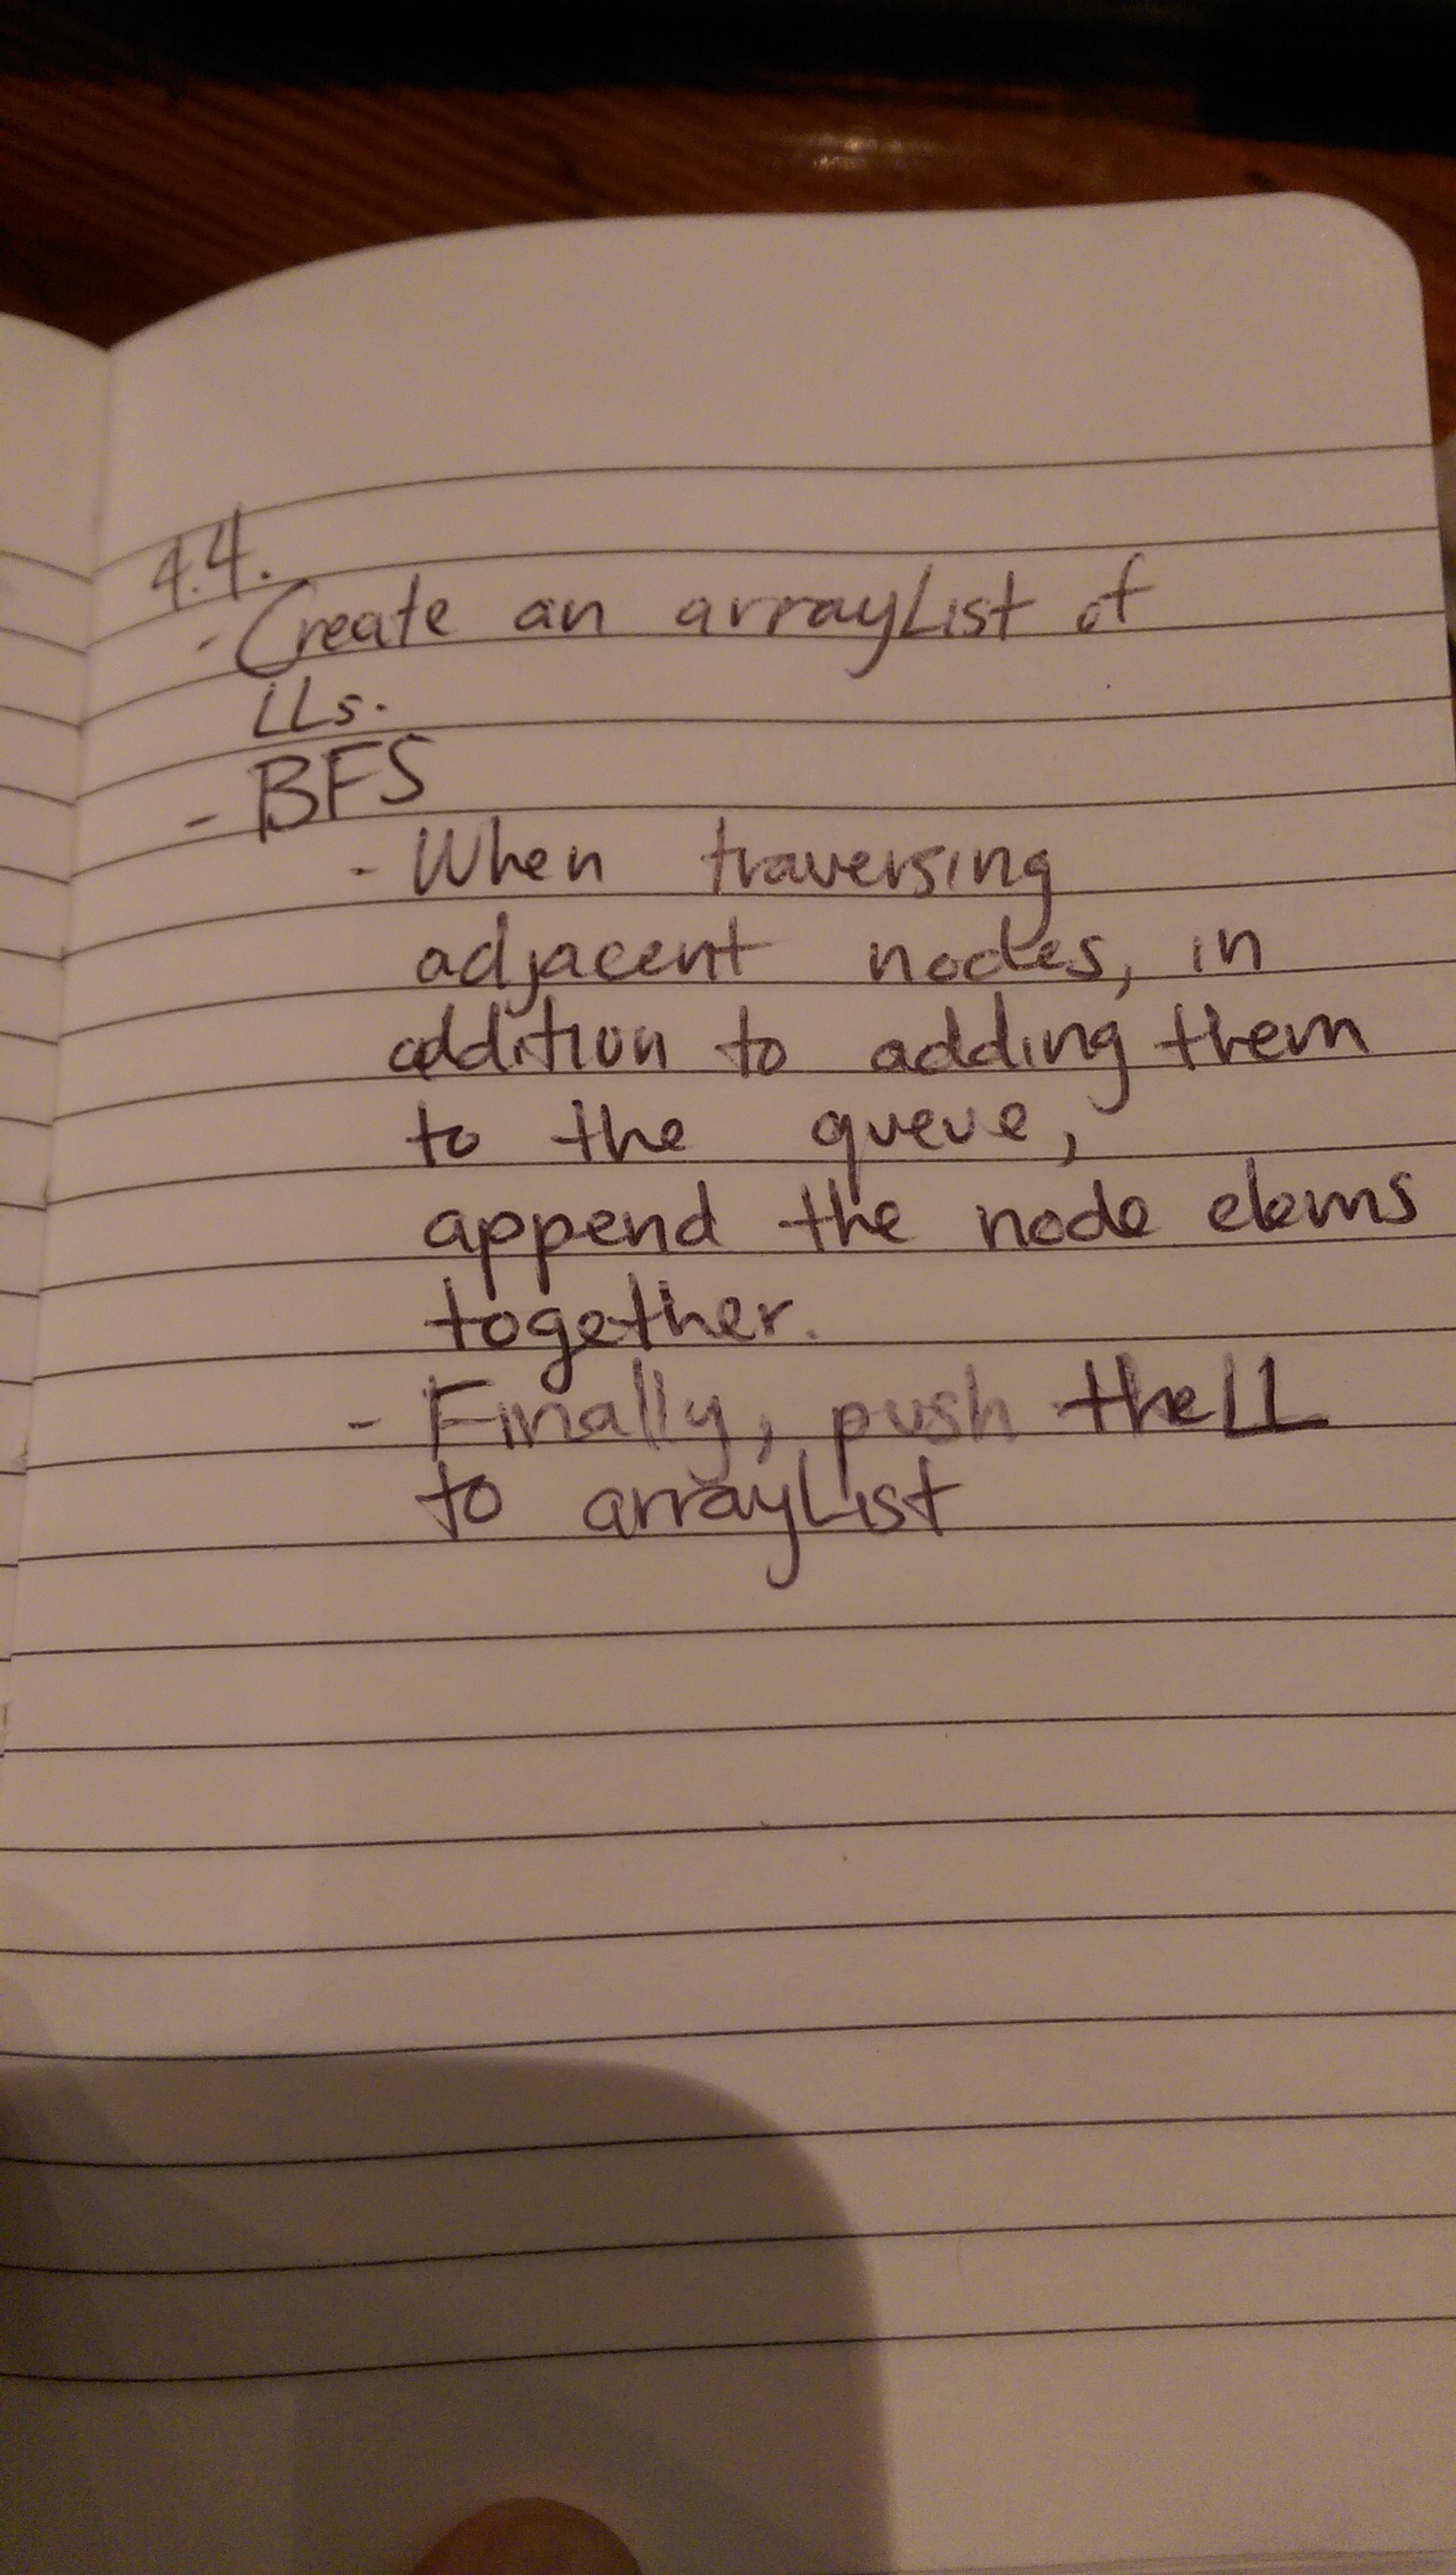 4.4.
- Create an arrayList of
LLs.
- BFS
- When traversing
adjacent nodes, in
addition to adding them
to the queue,
append the node elems
together.
- Finally, push the LL
to arrayList